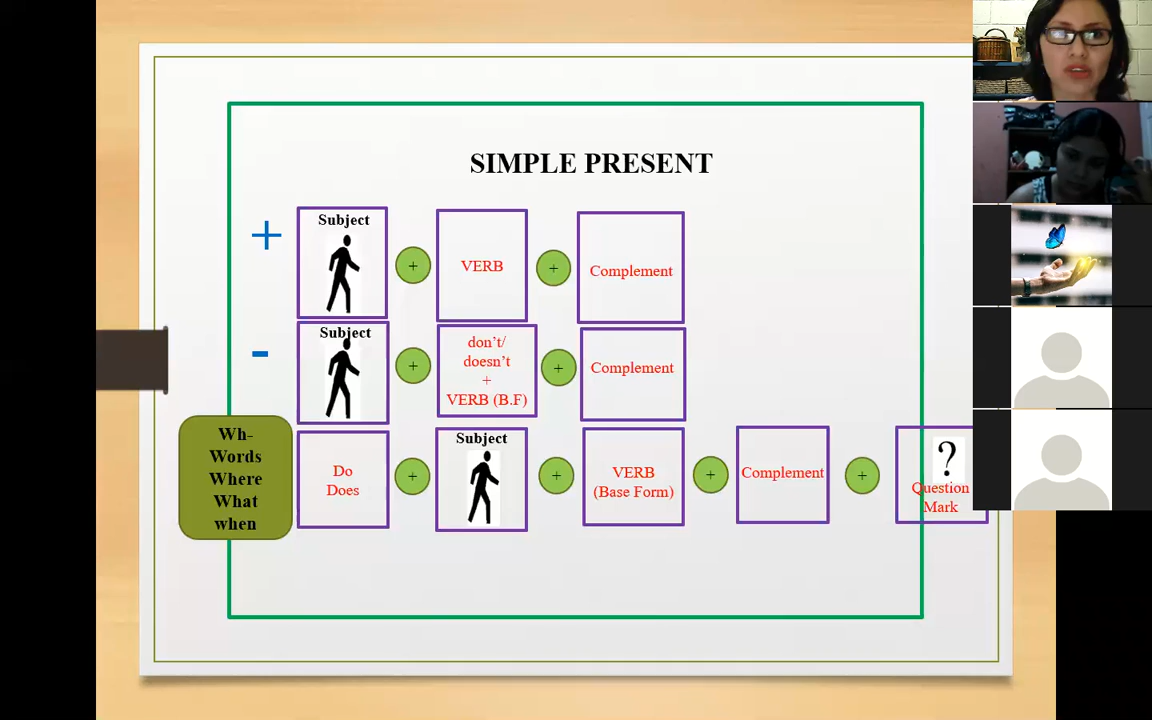 SIMPLE PRESENT
+
Subject
+
VERB
+
Complement
-
Subject
+
don't/
doesn't
+
VERB (B.F)
+
Complement
Wh-
Words
Where
What
when
Do
Does
+
Subject
+
VERB
(Base Form)
+
Complement
+
?
Question
Mark